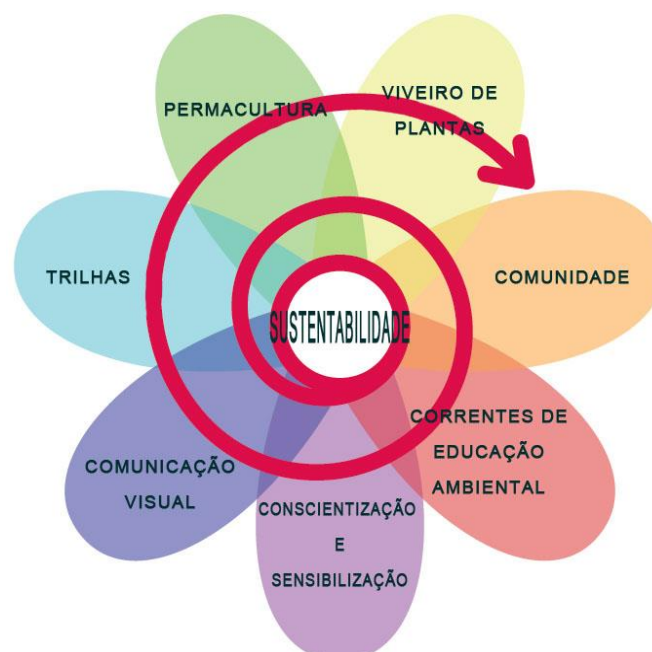 PERMACULTURA
VIVEIRO DE
PLANTAS
TRILHAS
COMUNIDADE
SUSTENTABILIDADE
CORRENTES DE
EDUCAÇÃO
AMBIENTAL
COMUNICAÇÃO
VISUAL
CONSCIENTIZAÇÃO
E
SENSIBILIZAÇÃO